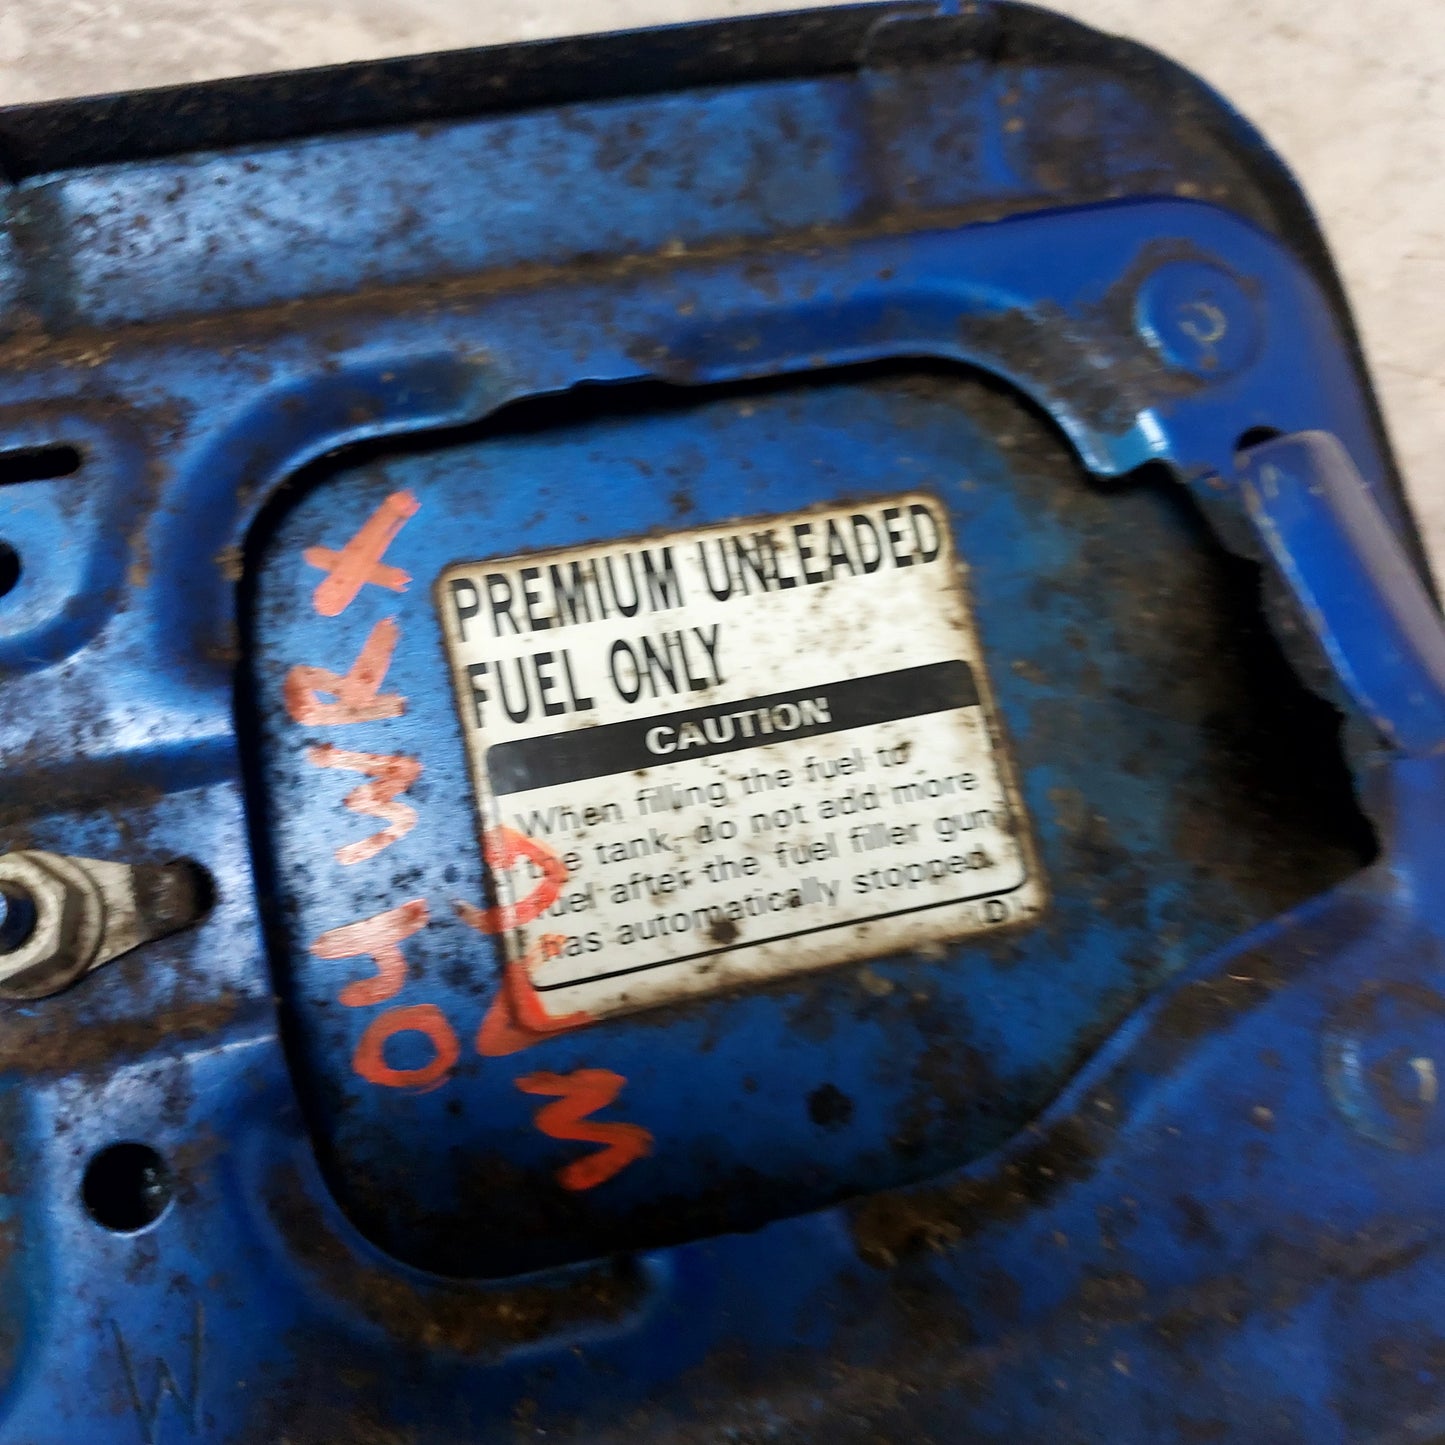 PREMIUM UNLEADED
FUEL ONLY
CAUTION
When filling the fuel to
the tank, do not add more
fuel after the fuel filler gun
has automatically stopped.
D
04 WRX
W